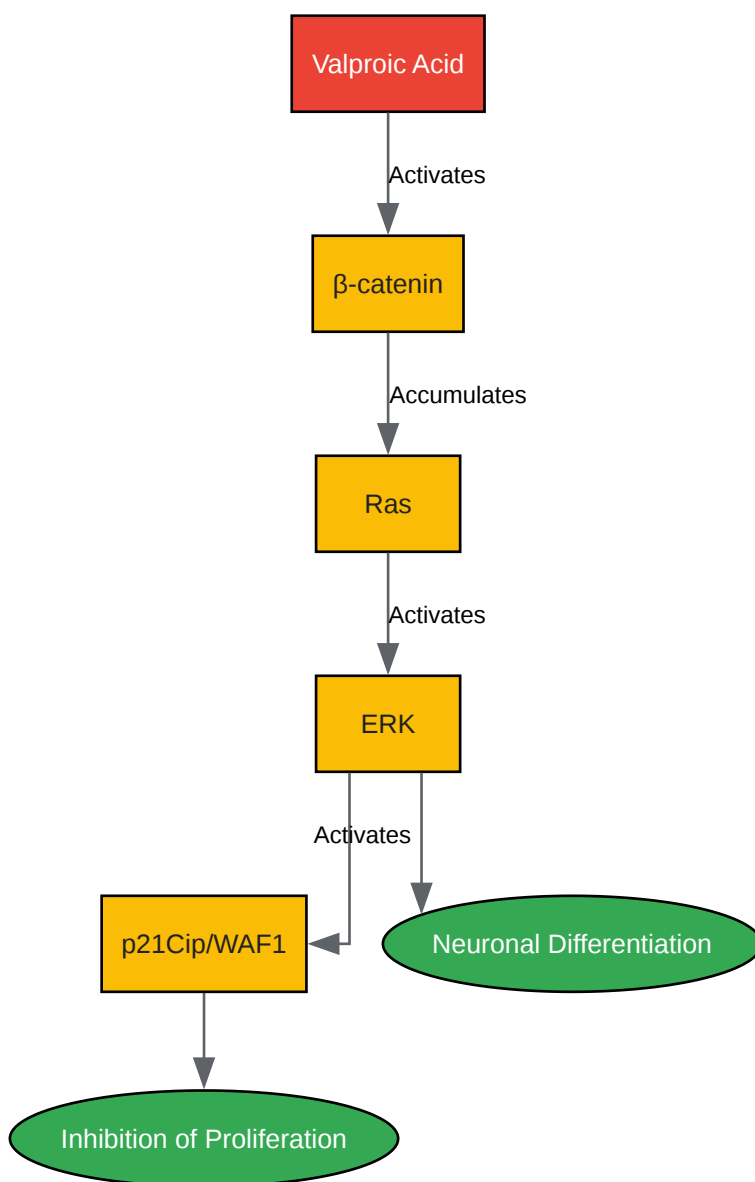 Valproic Acid
Activates
β-catenin
Accumulates
Ras
Activates
ERK
Activates
p21Cip/WAF1
Neuronal Differentiation
Inhibition of Proliferation